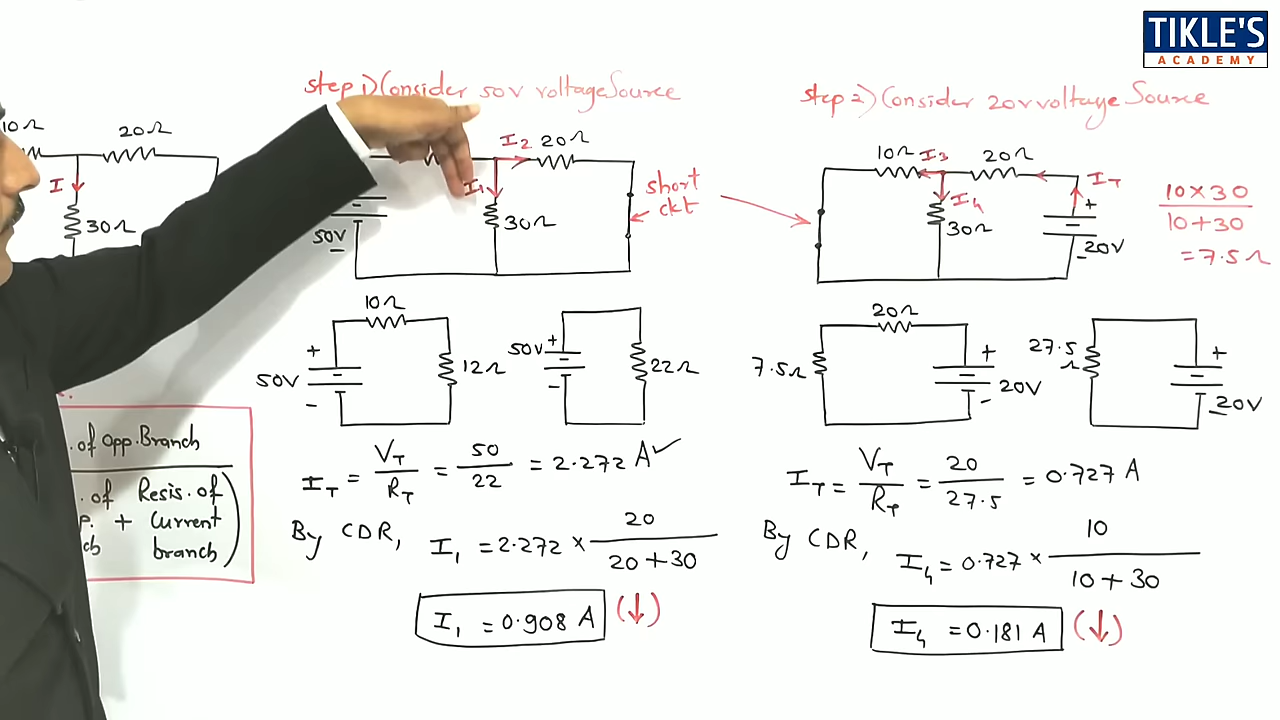 TIKLE'S
ACADEMY
step 1) Consider 50V voltage Source
10Ω
20Ω
I
30Ω
I2 20Ω
I1
30Ω
50V
-
short
ckt
10Ω
12Ω
50V
+
-
50V
+
-
22Ω
IT = VT / RT = 50 / 22 = 2.272 A ✓
By CDR, I1 = 2.272 × 20 / 20+30
I1 = 0.908 A (↓)
step 2) Consider 20V voltage Source
10Ω I3 20Ω
IT
I4
30Ω
+
- 20V
10 × 30
10 + 30
= 7.5Ω
20Ω
7.5Ω
+
- 20V
27.5
Ω
+
- 20V
IT = VT / RT = 20 / 27.5 = 0.727 A
By CDR, I4 = 0.727 × 10 / 10 + 30
I4 = 0.181 A (↓)
. of Opp. Branch
. of Resis. of
p. + Current
ch branch)